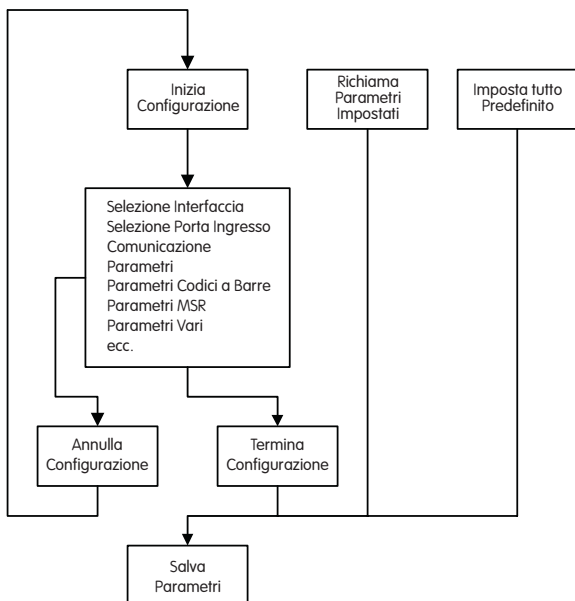 Inizia
Configurazione
Richiama
Parametri
Impostati
Imposta tutto
Predefinito
Selezione Interfaccia
Selezione Porta Ingresso
Comunicazione
Parametri
Parametri Codici a Barre
Parametri MSR
Parametri Vari
ecc.
Annulla
Configurazione
Termina
Configurazione
Salva
Parametri